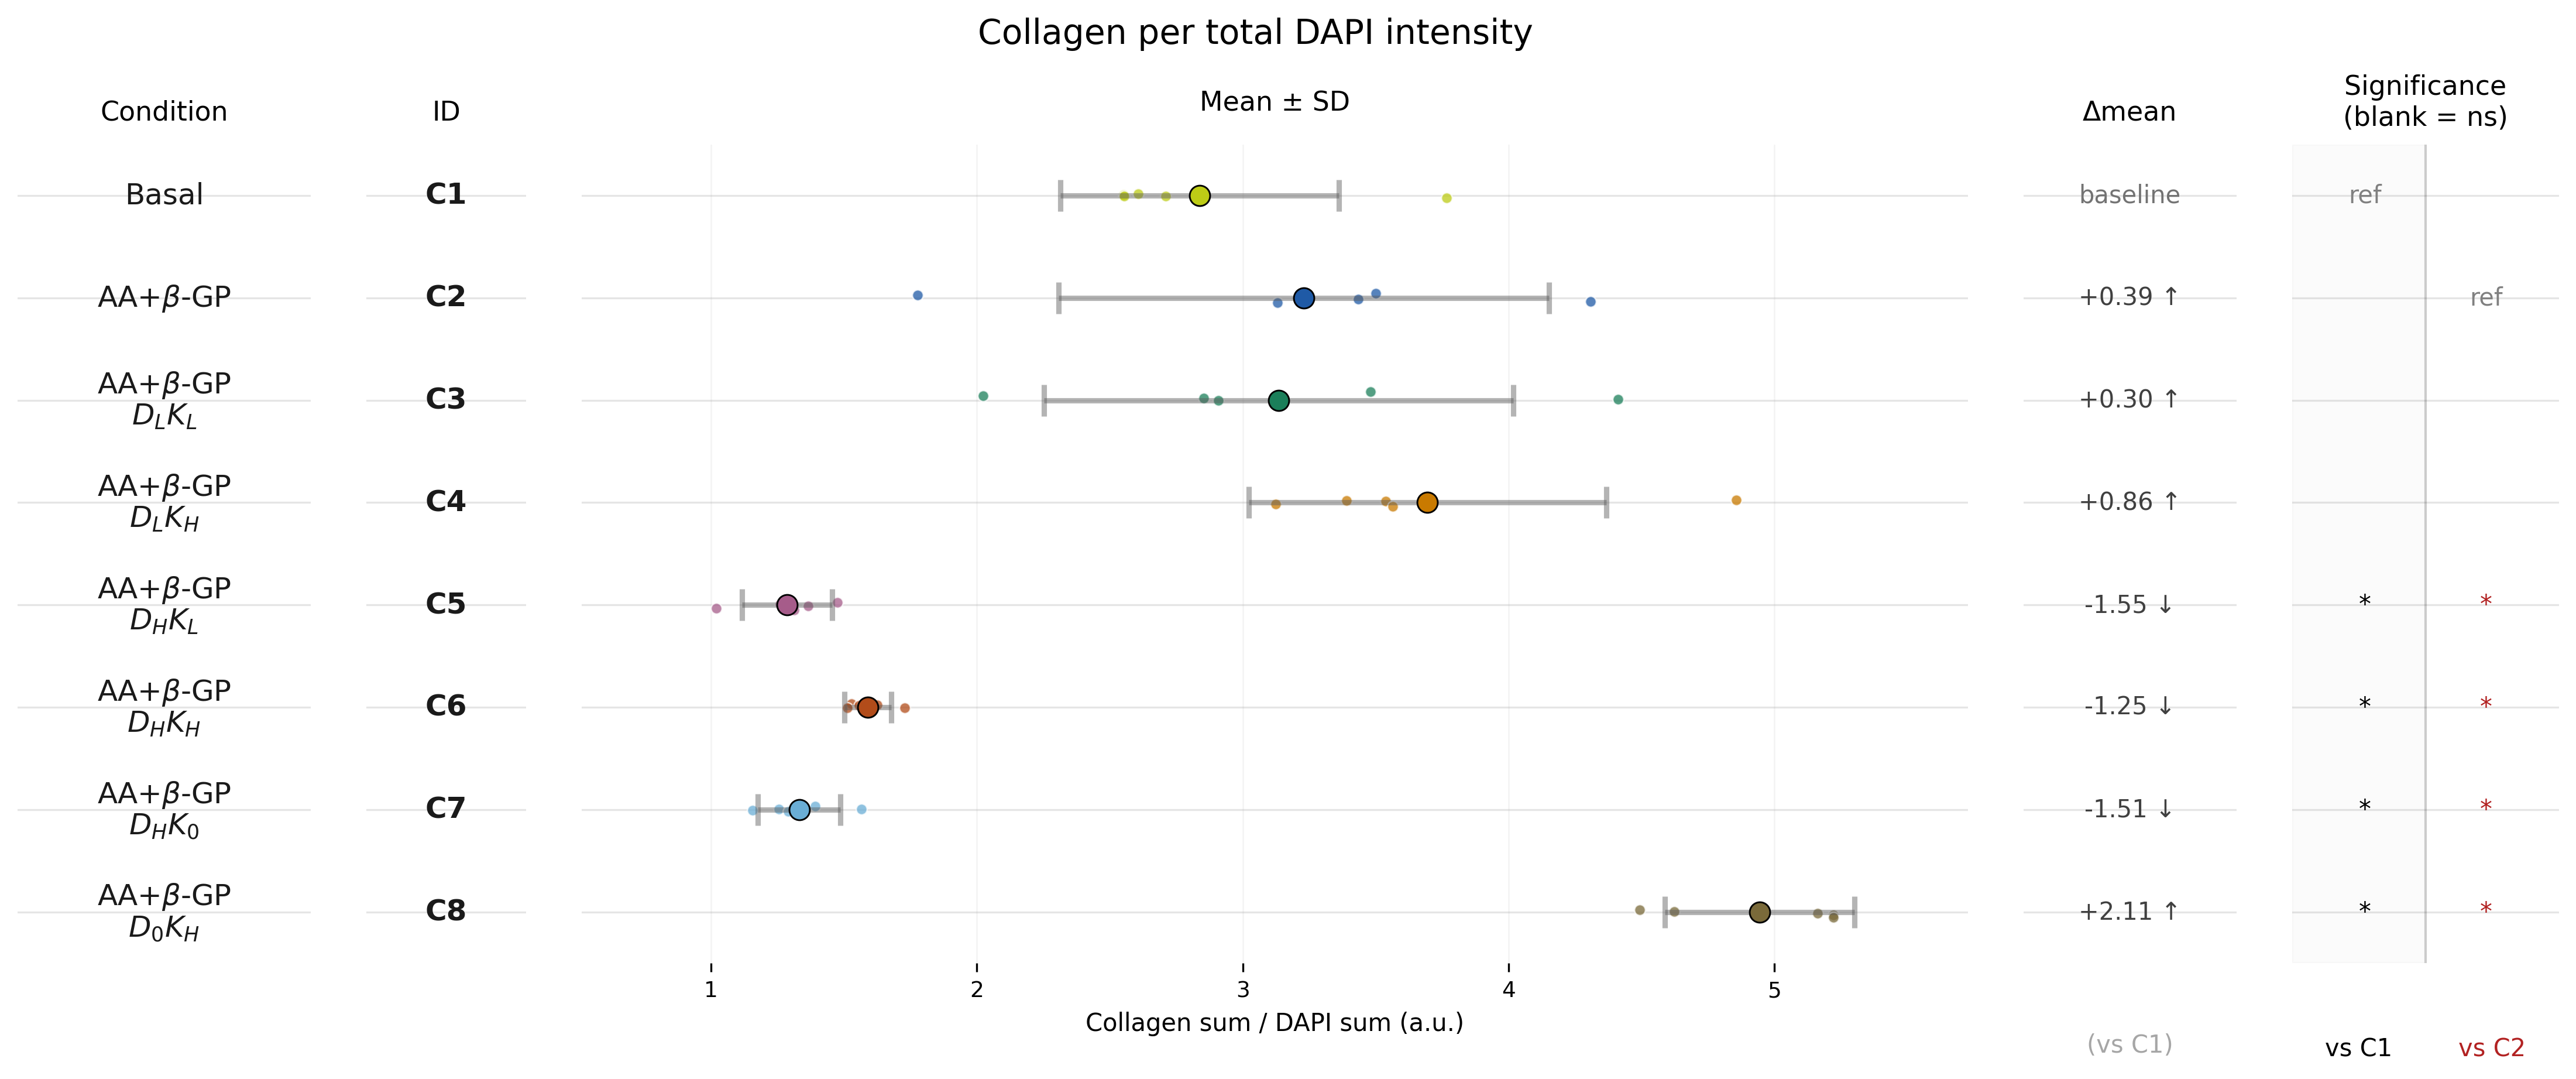 Collagen per total DAPI intensity
Condition ID Mean ± SD Δmean Significance
(blank = ns)
Basal C1 baseline ref
AA+β-GP C2 +0.39 ↑ ref
AA+β-GP
D_LK_L C3 +0.30 ↑
AA+β-GP
D_LK_H C4 +0.86 ↑
AA+β-GP
D_HK_L C5 -1.55 ↓ * *
AA+β-GP
D_HK_H C6 -1.25 ↓ * *
AA+β-GP
D_HK_0 C7 -1.51 ↓ * *
AA+β-GP
D_0K_H C8 +2.11 ↑ * *
1 2 3 4 5
Collagen sum / DAPI sum (a.u.)
(vs C1) vs C1 vs C2